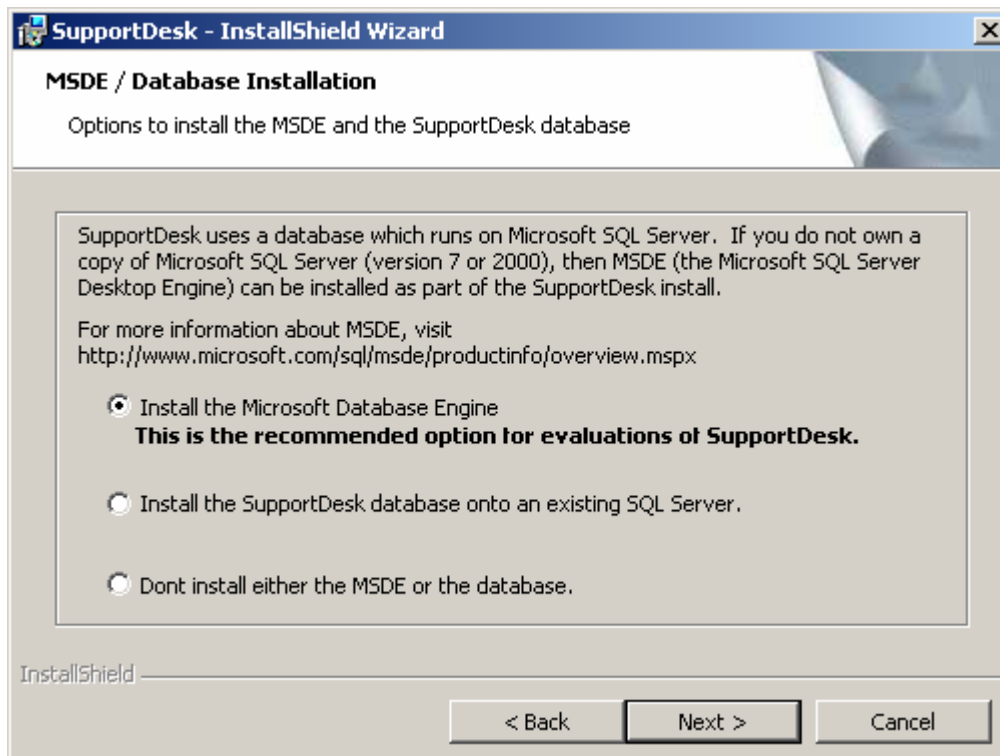 SupportDesk - InstallShield Wizard
MSDE / Database Installation
Options to install the MSDE and the SupportDesk database
SupportDesk uses a database which runs on Microsoft SQL Server. If you do not own a
copy of Microsoft SQL Server (version 7 or 2000), then MSDE (the Microsoft SQL Server
Desktop Engine) can be installed as part of the SupportDesk install.
For more information about MSDE, visit
http://www.microsoft.com/sql/msde/productinfo/overview.mspx
Install the Microsoft Database Engine
This is the recommended option for evaluations of SupportDesk.
Install the SupportDesk database onto an existing SQL Server.
Dont install either the MSDE or the database.
InstallShield
< Back
Next >
Cancel